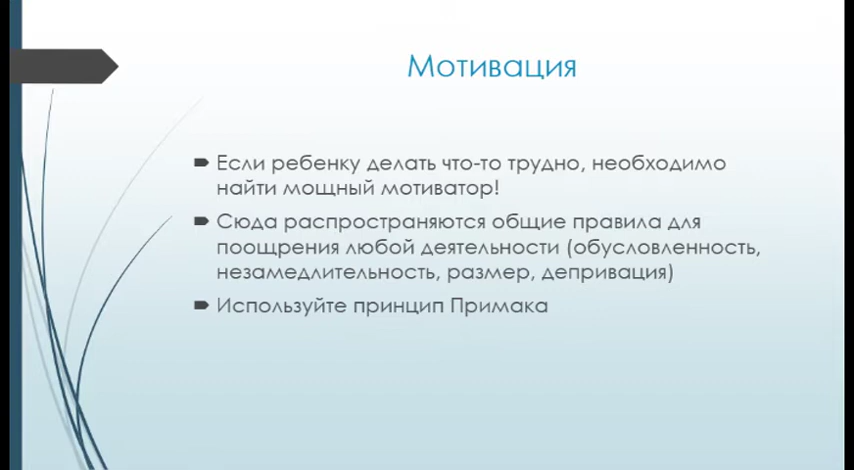 Мотивация
Если ребенку делать что-то трудно, необходимо
найти мощный мотиватор!
Сюда распространяются общие правила для
поощрения любой деятельности (обусловленность,
незамедлительность, размер, депривация)
Используйте принцип Примака